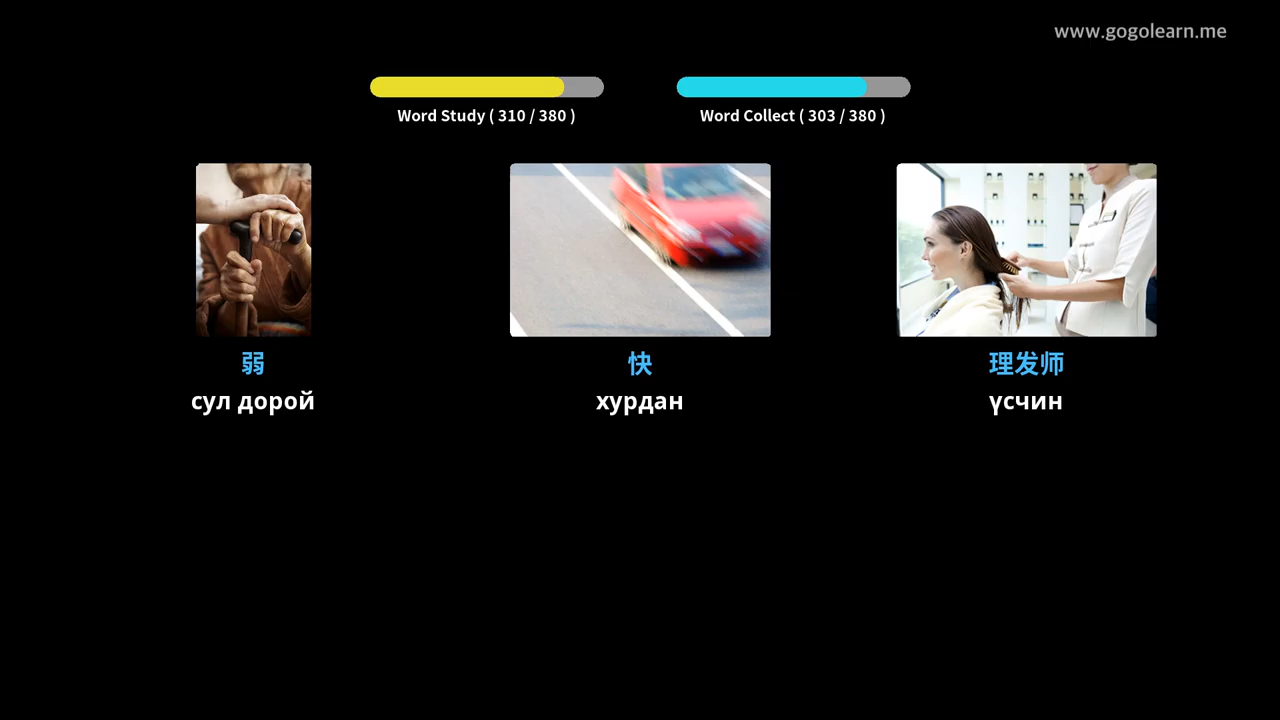 www.gogolearn.me
Word Study ( 310 / 380 )
Word Collect ( 303 / 380 )
弱
сул дорой
快
хурдан
理发师
үсчин